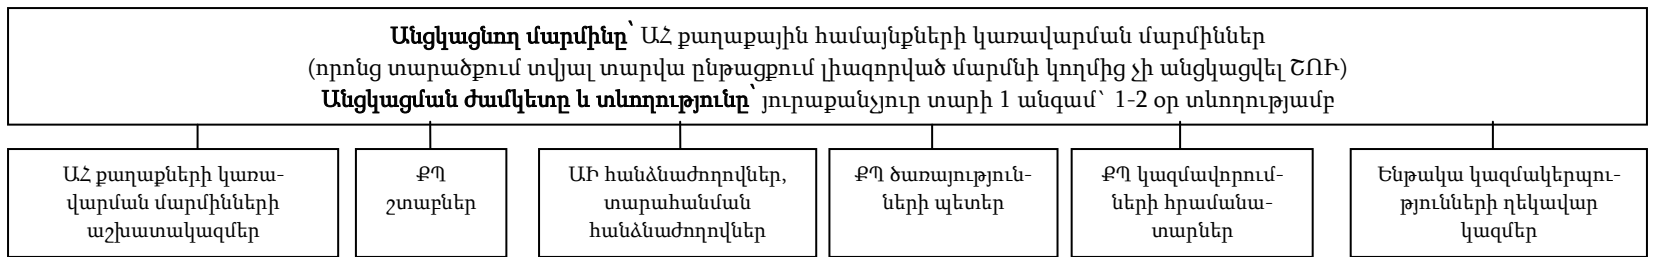 Անցկացնող մարմինը՝ ԱՀ քաղաքային համայնքների կառավարման մարմիններ
(որոնց տարածքում տվյալ տարվա ընթացքում լիազորված մարմնի կողմից չի անցկացվել ՇՈՒ)
Անցկացման ժամկետը և տևողությունը՝ յուրաքանչյուր տարի 1 անգամ՝ 1-2 օր տևողությամբ
ԱՀ քաղաքների կառա-
վարման մարմինների
աշխատակազմեր
ՔՊ
շտաբներ
ԱԻ հանձնաժողովներ,
տարահանման
հանձնաժողովներ
ՔՊ ծառայություն-
ների պետեր
ՔՊ կազմավորում-
ների հրամանա-
տարներ
Ենթակա կազմակերպու-
թյունների ղեկավար
կազմեր